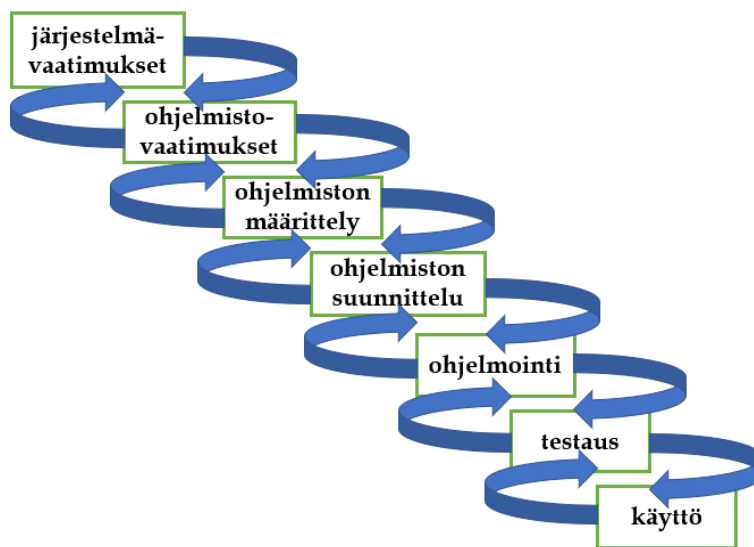 järjestelmä-
vaatimukset
ohjelmisto-
vaatimukset
ohjelmiston
määrittely
ohjelmiston
suunnittelu
ohjelmointi
testaus
käyttö